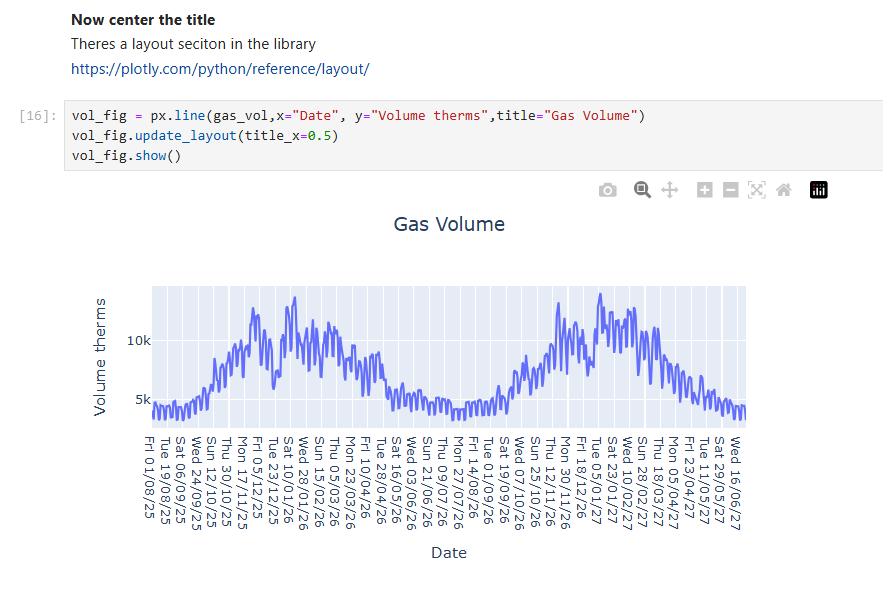 Now center the title
Theres a layout seciton in the library
https://plotly.com/python/reference/layout/
[16]: vol_fig = px.line(gas_vol,x="Date", y="Volume therms",title="Gas Volume")
vol_fig.update_layout(title_x=0.5)
vol_fig.show()
Gas Volume
Volume therms
10k
5k
Fri 01/08/25
Tue 19/08/25
Sat 06/09/25
Wed 24/09/25
Sun 12/10/25
Thu 30/10/25
Mon 17/11/25
Fri 05/12/25
Tue 23/12/25
Sat 10/01/26
Wed 28/01/26
Sun 15/02/26
Thu 05/03/26
Mon 23/03/26
Fri 10/04/26
Tue 28/04/26
Sat 16/05/26
Wed 03/06/26
Sun 21/06/26
Thu 09/07/26
Mon 27/07/26
Fri 14/08/26
Tue 01/09/26
Sat 19/09/26
Wed 07/10/26
Sun 25/10/26
Thu 12/11/26
Mon 30/11/26
Fri 18/12/26
Tue 05/01/27
Sat 23/01/27
Wed 10/02/27
Sun 28/02/27
Thu 18/03/27
Mon 05/04/27
Fri 23/04/27
Tue 11/05/27
Sat 29/05/27
Wed 16/06/27
Date